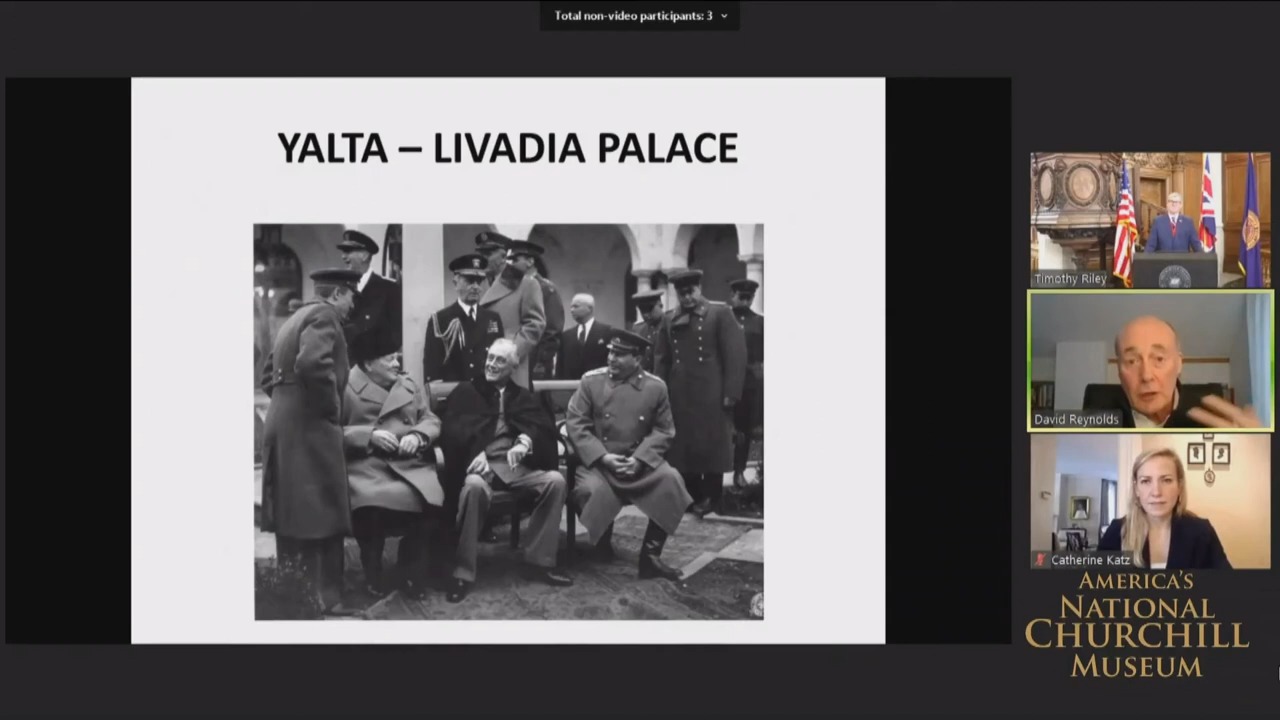 Total non-video participants: 3
YALTA – LIVADIA PALACE
Timothy Riley
David Reynolds
Catherine Katz
AMERICA'S
NATIONAL
CHURCHILL
MUSEUM